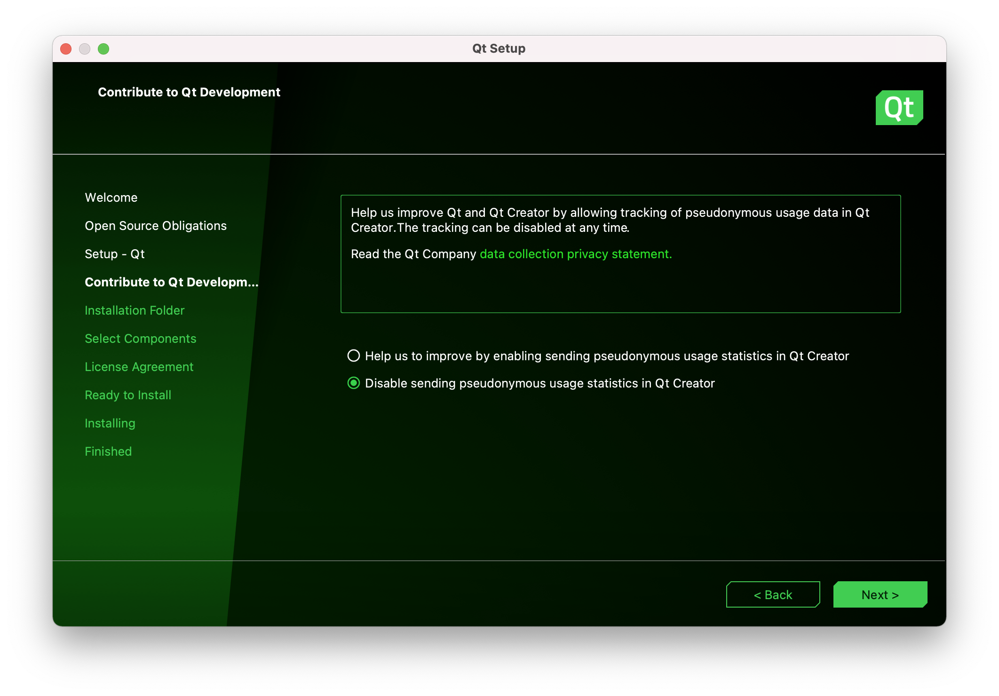 Qt Setup
Contribute to Qt Development
Qt
Welcome
Open Source Obligations
Setup - Qt
Contribute to Qt Developm...
Installation Folder
Select Components
License Agreement
Ready to Install
Installing
Finished
Help us improve Qt and Qt Creator by allowing tracking of pseudonymous usage data in Qt
Creator.The tracking can be disabled at any time.
Read the Qt Company data collection privacy statement.
Help us to improve by enabling sending pseudonymous usage statistics in Qt Creator
Disable sending pseudonymous usage statistics in Qt Creator
< Back
Next >